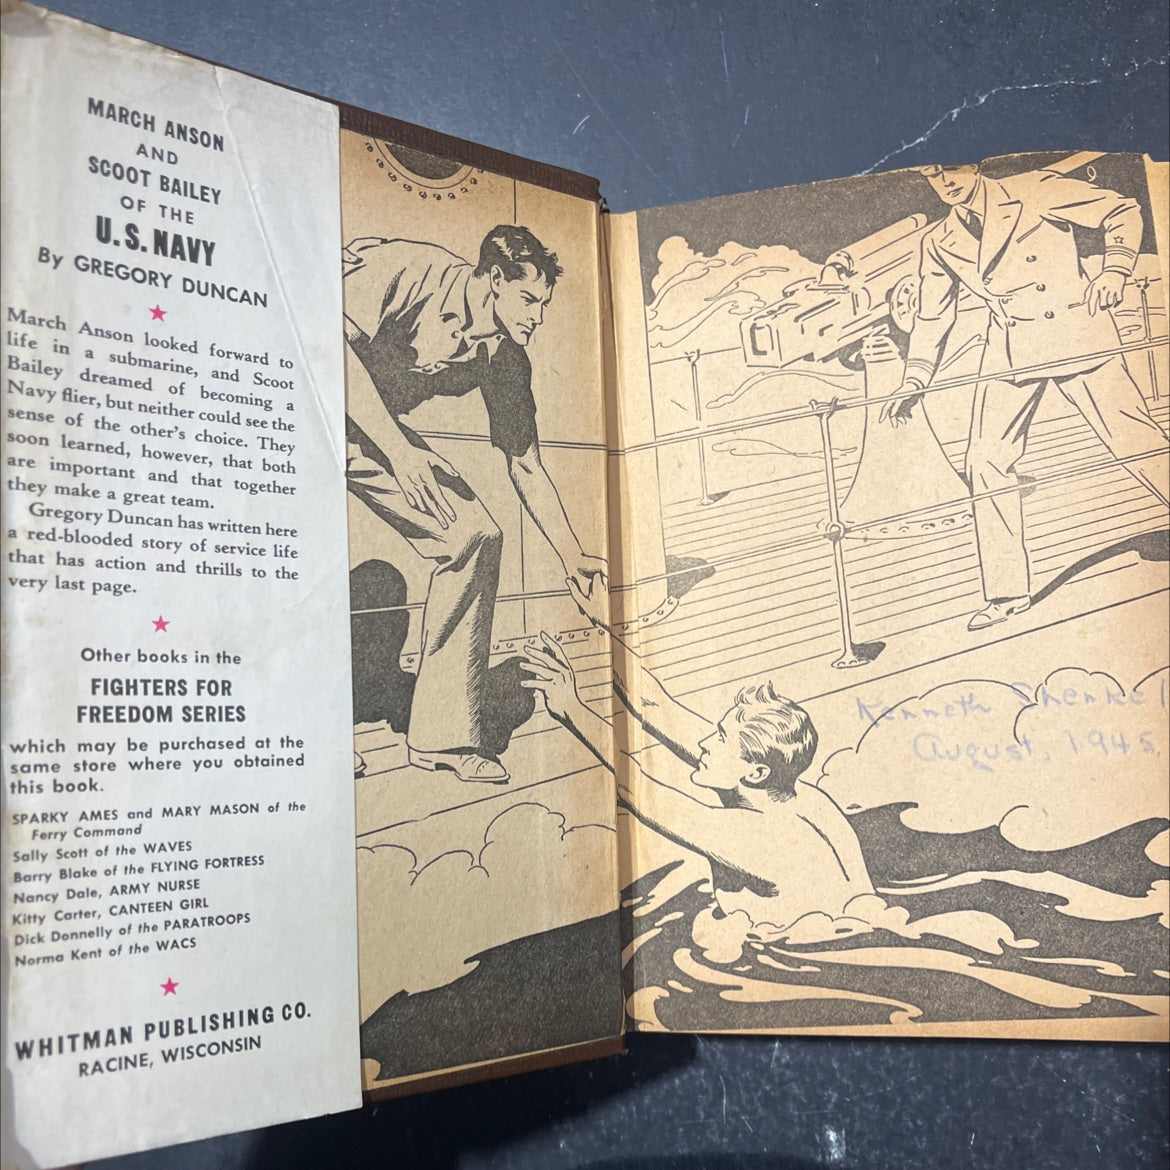 MARCH ANSON
AND
SCOOT BAILEY
OF THE
U.S. NAVY
By GREGORY DUNCAN
March Anson looked forward to
life in a submarine, and Scoot
Bailey dreamed of becoming a
Navy flier, but neither could see the
sense of the other's choice. They
soon learned, however, that both
are important and that together
they make a great team.
Gregory Duncan has written here
a red-blooded story of service life
that has action and thrills to the
very last page.
Other books in the
FIGHTERS FOR
FREEDOM SERIES
which may be purchased at the
same store where you obtained
this book.
SPARKY AMES and MARY MASON of the
Ferry Command
Sally Scott of the WAVES
Barry Blake of the FLYING FORTRESS
Nancy Dale, ARMY NURSE
Kitty Carter, CANTEEN GIRL
Dick Donnelly of the PARATROOPS
Norma Kent of the WACS
WHITMAN PUBLISHING CO.
RACINE, WISCONSIN
Kenneth
August, 1945